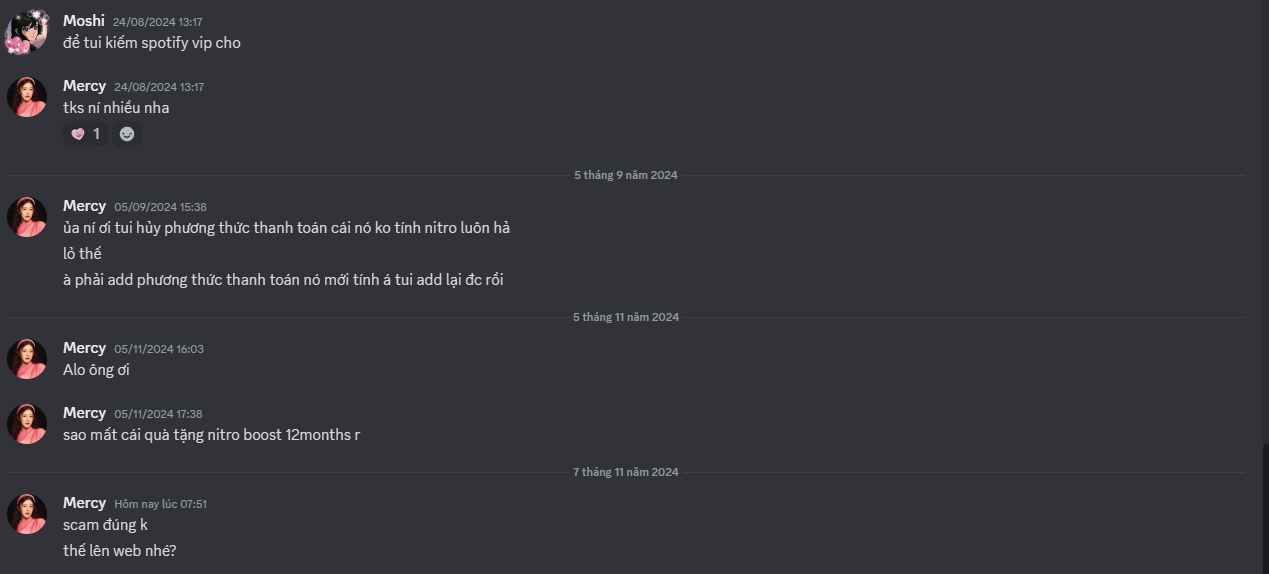 Moshi 24/08/2024 13:17
để tui kiếm spotify vip cho
Mercy 24/08/2024 13:17
tks ní nhiều nha
1
5 tháng 9 năm 2024
Mercy 05/09/2024 15:38
ủa ní ơi tui hủy phương thức thanh toán cái nó ko tính nitro luôn hả
lỏ thế
à phải add phương thức thanh toán nó mới tính á tui add lại đc rồi
5 tháng 11 năm 2024
Mercy 05/11/2024 16:03
Alo ông ơi
Mercy 05/11/2024 17:38
sao mất cái quà tặng nitro boost 12months r
7 tháng 11 năm 2024
Mercy Hôm nay lúc 07:51
scam đúng k
thế lên web nhé?